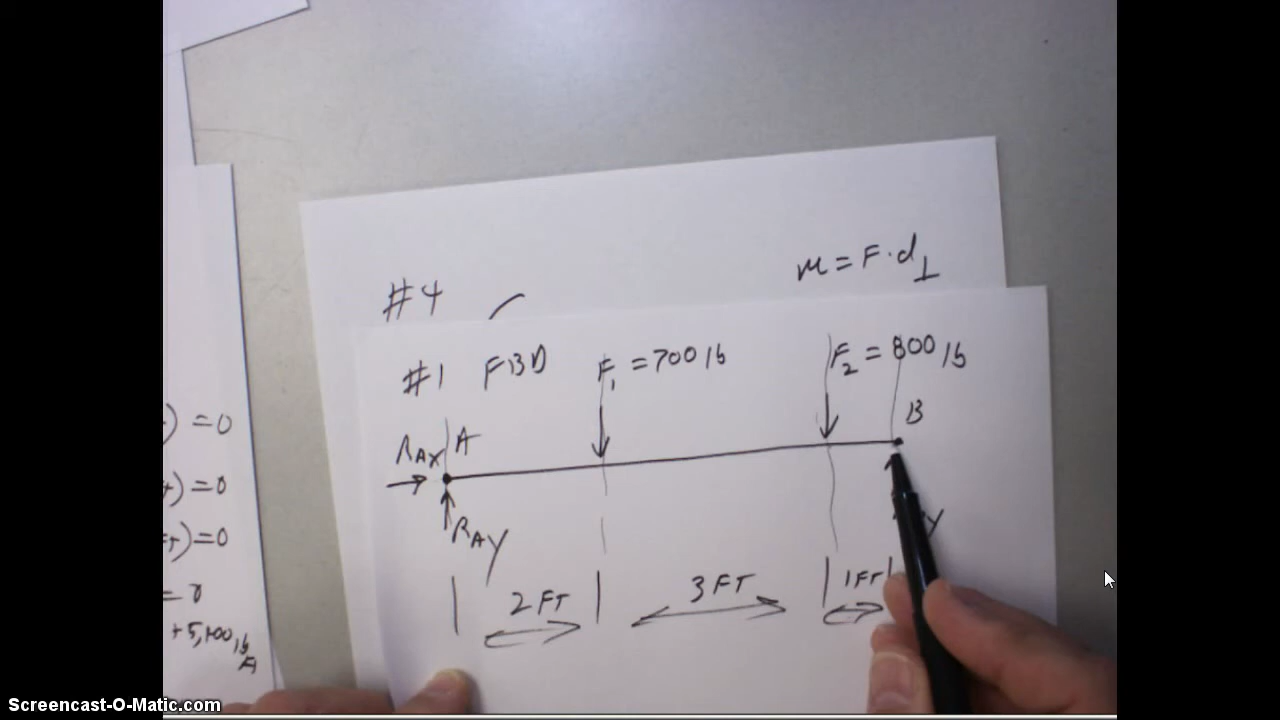 #4
M = F · d⊥
#1 FBD
F1 = 700 lb
F2 = 800 lb
RAX
A
B
RAY
2 FT
3 FT
1 FT
) = 0
) = 0
) = 0
+5,100 lb
Screencast-O-Matic.com